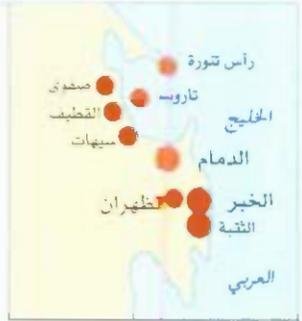 رأس تنورة
صفوى
تاروت
القطيف
الخليج
سيهات
الدمام
الظهران
الخبر
الثقبة
العربي